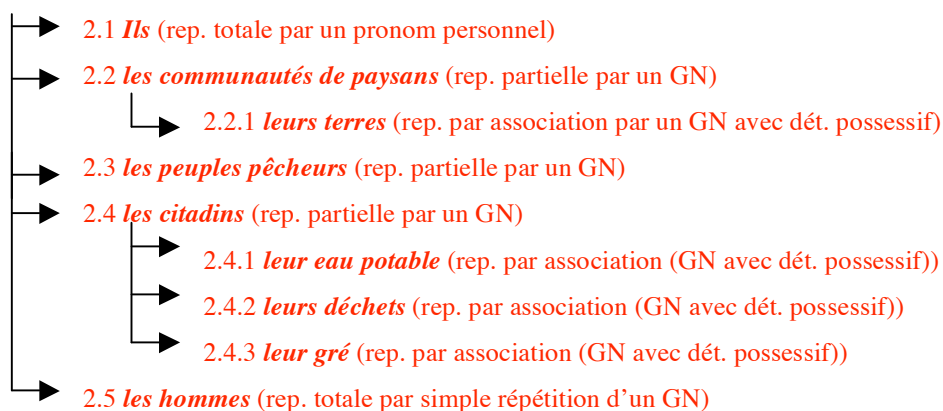 2.1 Ils (rep. totale par un pronom personnel)
2.2 les communautés de paysans (rep. partielle par un GN)
2.2.1 leurs terres (rep. par association par un GN avec dét. possessif)
2.3 les peuples pêcheurs (rep. partielle par un GN)
2.4 les citadins (rep. partielle par un GN)
2.4.1 leur eau potable (rep. par association (GN avec dét. possessif))
2.4.2 leurs déchets (rep. par association (GN avec dét. possessif))
2.4.3 leur gré (rep. par association (GN avec dét. possessif))
2.5 les hommes (rep. totale par simple répétition d'un GN)